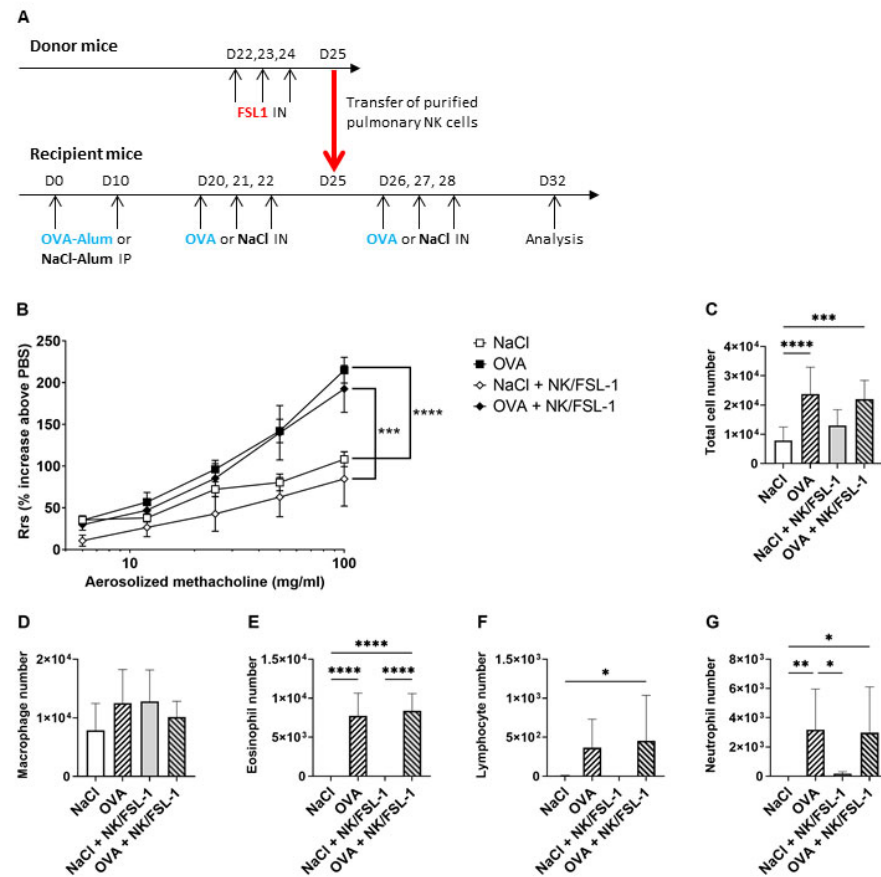 A
Donor mice
D22,23,24 D25
FSL1 IN
Transfer of purified
pulmonary NK cells
Recipient mice
D0 D10 D20, 21, 22 D25 D26, 27, 28 D32
OVA-Alum or
NaCl-Alum IP
OVA or NaCl IN
OVA or NaCl IN
Analysis
B
Rrs (% increase above PBS)
250
200
150
100
50
0
10 100
Aerosolized methacholine (mg/ml)
****
***
NaCl
OVA
NaCl + NK/FSL-1
OVA + NK/FSL-1
C
Total cell number
4×10⁴
3×10⁴
2×10⁴
1×10⁴
0
***
****
NaCl
OVA
NaCl + NK/FSL-1
OVA + NK/FSL-1
D
Macrophage number
2×10⁴
1×10⁴
0
NaCl
OVA
NaCl + NK/FSL-1
OVA + NK/FSL-1
E
Eosinophil number
1.5×10⁴
1×10⁴
5×10³
0
****
**** ****
NaCl
OVA
NaCl + NK/FSL-1
OVA + NK/FSL-1
F
Lymphocyte number
1.5×10³
1×10³
5×10²
0
*
NaCl
OVA
NaCl + NK/FSL-1
OVA + NK/FSL-1
G
Neutrophil number
8×10³
6×10³
4×10³
2×10³
0
*
** *
NaCl
OVA
NaCl + NK/FSL-1
OVA + NK/FSL-1